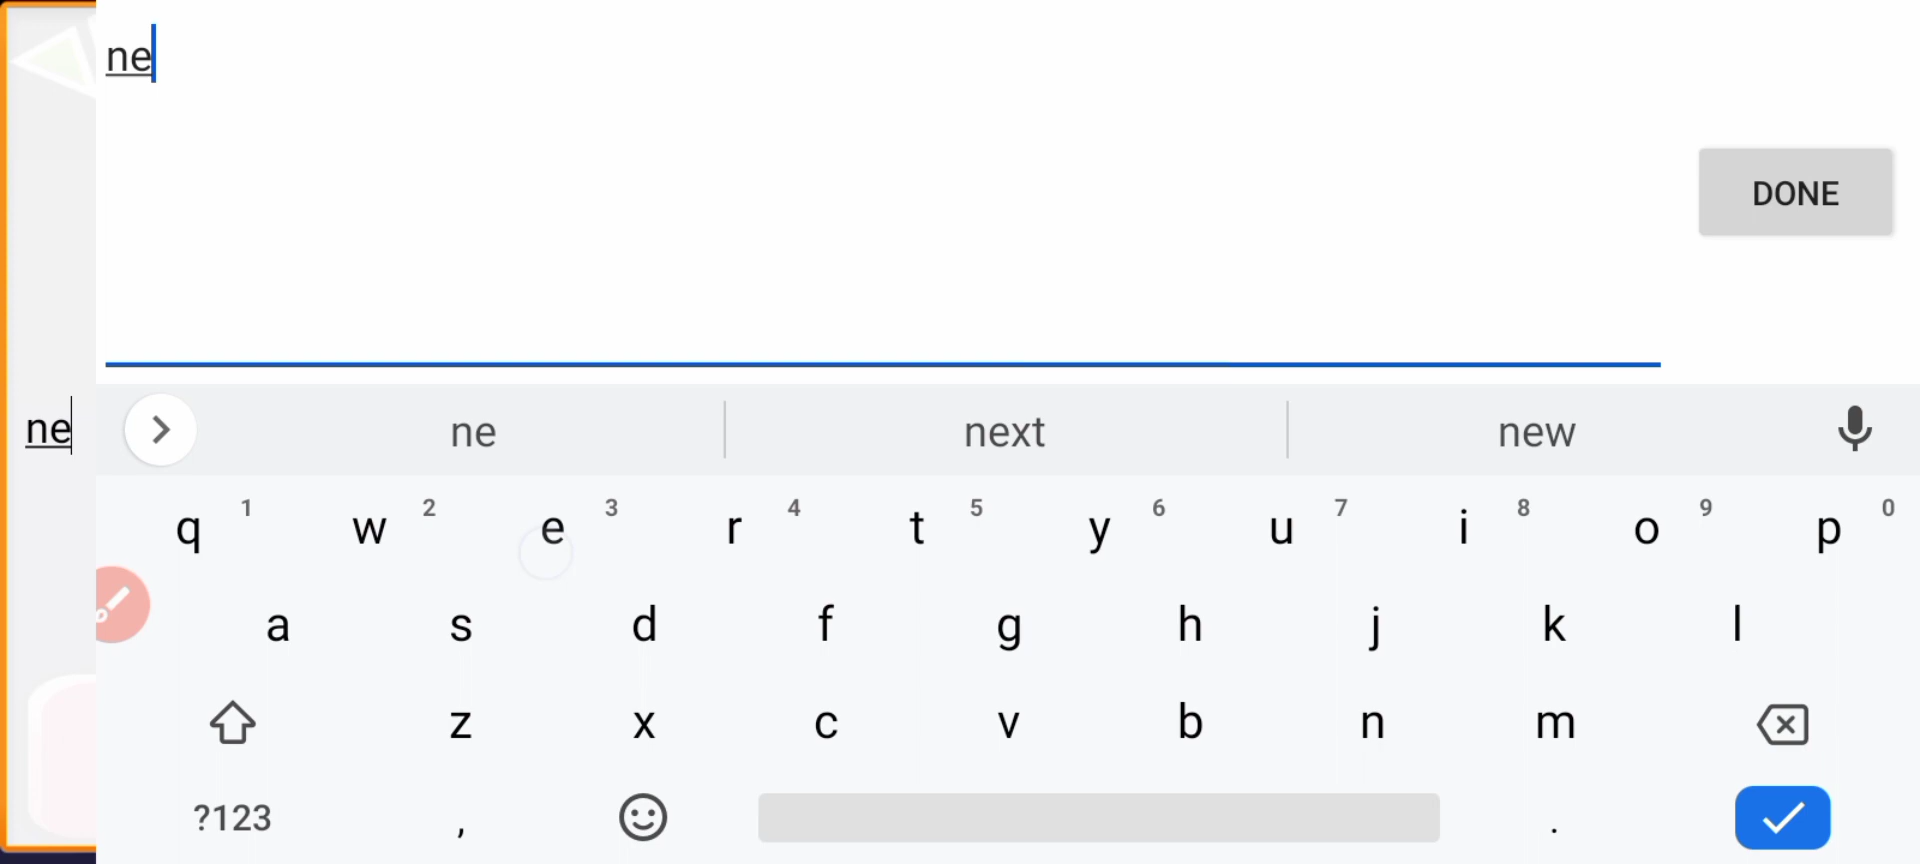 ne
DONE
ne
ne next new
q 1 w 2 e 3 r 4 t 5 y 6 u 7 i 8 o 9 p 0
a s d f g h j k l
z x c v b n m
?123 , .